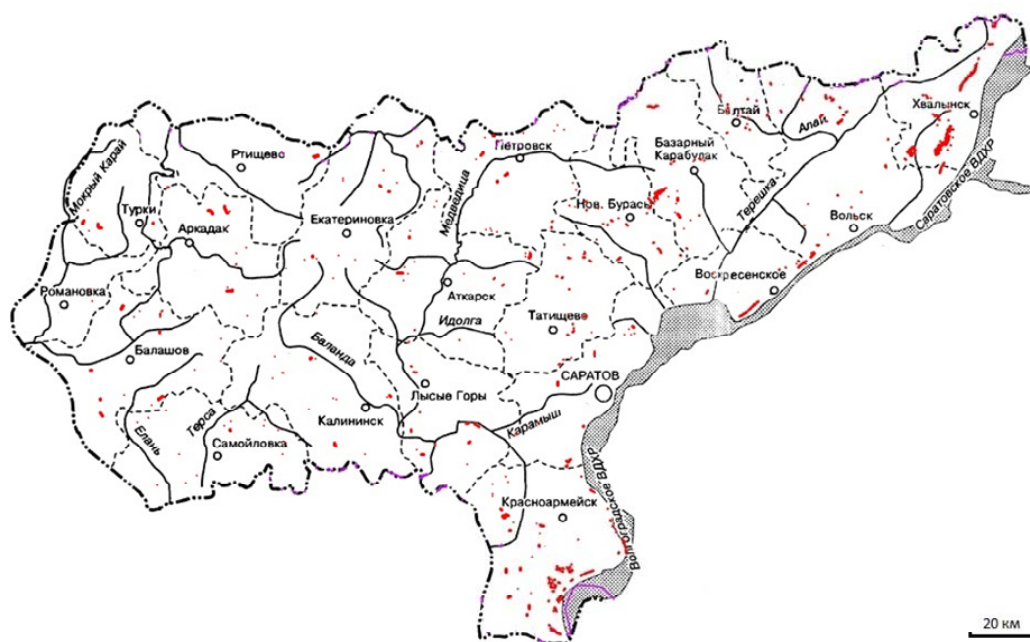 Хвалынск
Балтай
Алай
Петровск
Базарный
Карабулак
Ртищево
Мокрый Карай
Медведица
Турки
Екатериновка
Нов. Бурасы
Терешка
Саратовское ВДХР
Аркадак
Вольск
Воскресенское
Романовка
Аткарск
Идолга
Татищево
Балашов
Баланда
САРАТОВ
Лысые Горы
Калининск
Карамыш
Елань
Терса
Самойловка
Красноармейск
Волгоградское ВДХР
20 км